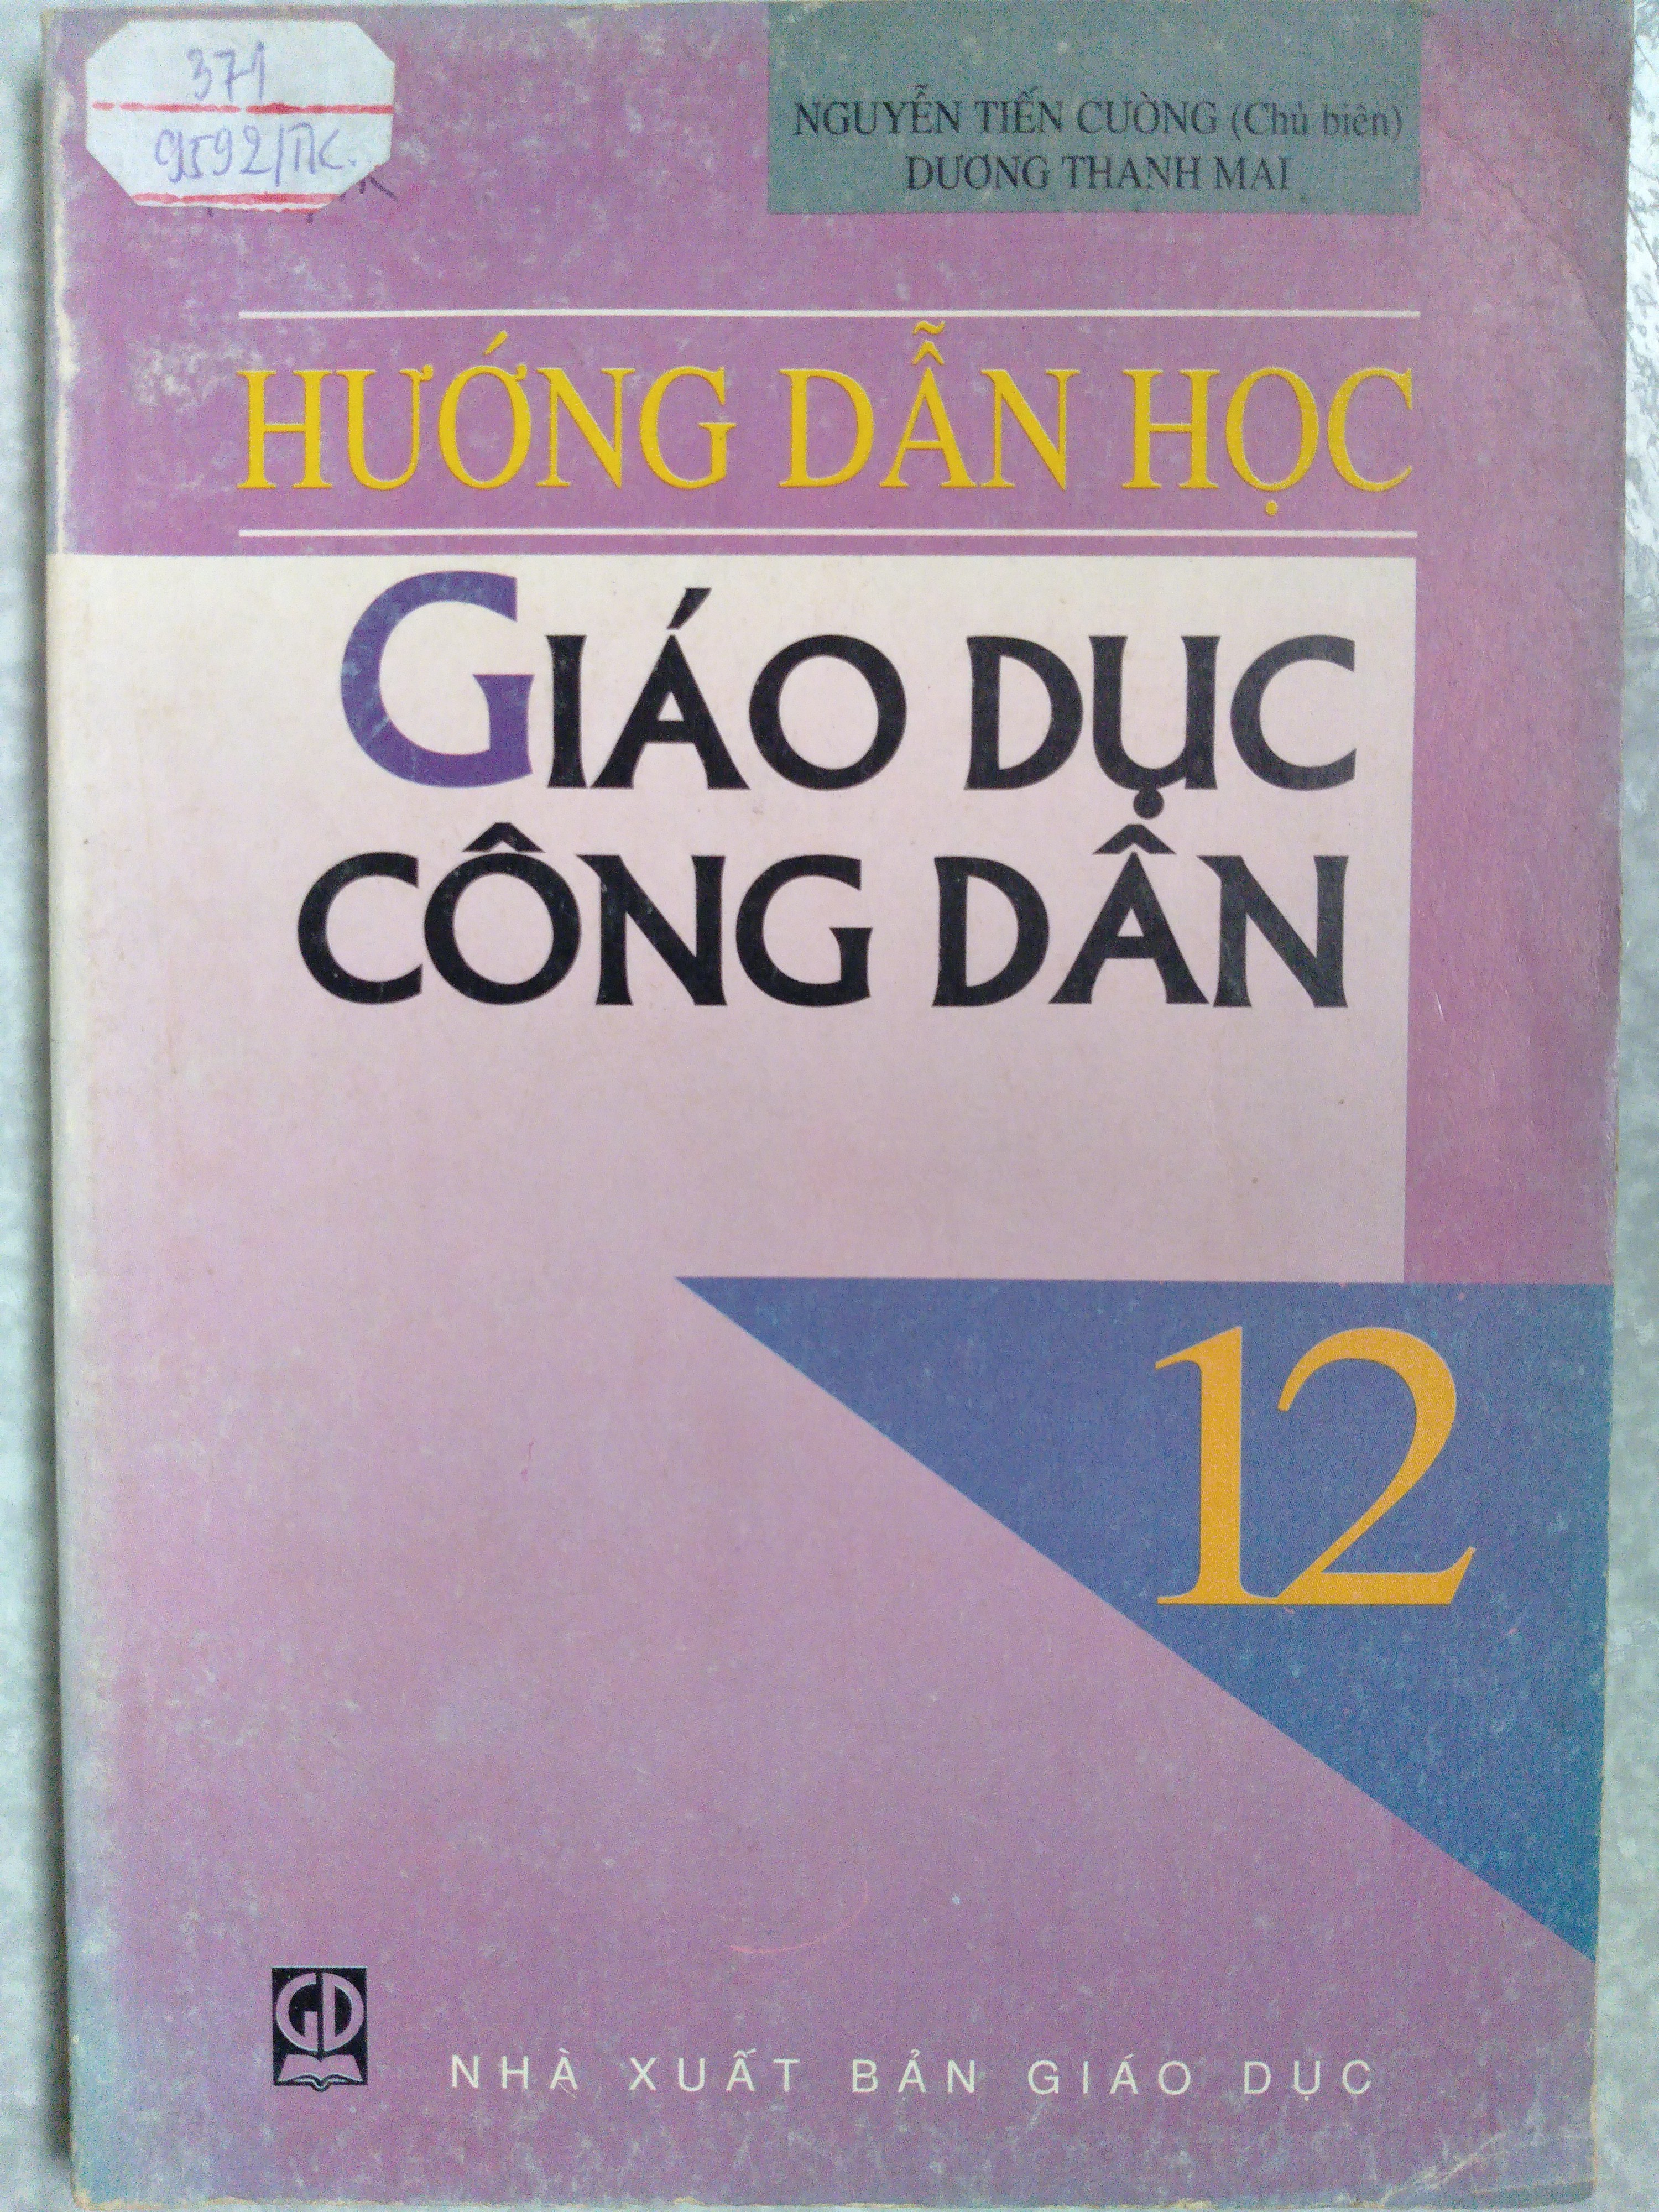 371
9592/TK.
NGUYỄN TIẾN CƯỜNG (Chủ biên)
DƯƠNG THANH MAI
HƯỚNG DẪN HỌC
GIÁO DỤC
CÔNG DÂN
12
GD
NHÀ XUẤT BẢN GIÁO DỤC